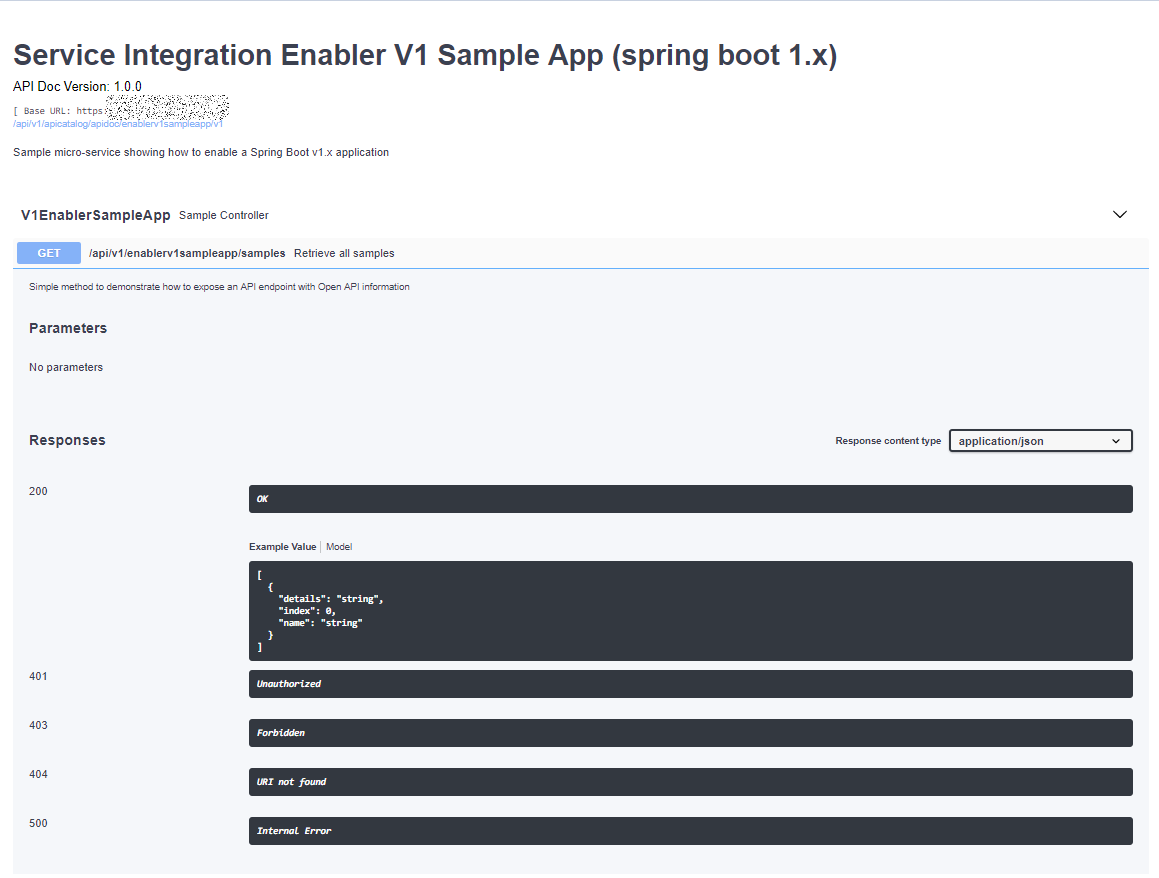 Service Integration Enabler V1 Sample App (spring boot 1.x)
API Doc Version: 1.0.0
[ Base URL: https:
/api/v1/apicatalog/apidoc/enablerv1sampleapp/v1
Sample micro-service showing how to enable a Spring Boot v1.x application
V1EnablerSampleApp Sample Controller
GET /api/v1/enablerv1sampleapp/samples Retrieve all samples
Simple method to demonstrate how to expose an API endpoint with Open API information
Parameters
No parameters
Responses Response content type application/json
200 OK
Example Value Model
[
  {
    "details": "string",
    "index": 0,
    "name": "string"
  }
]
401 Unauthorized
403 Forbidden
404 URI not found
500 Internal Error